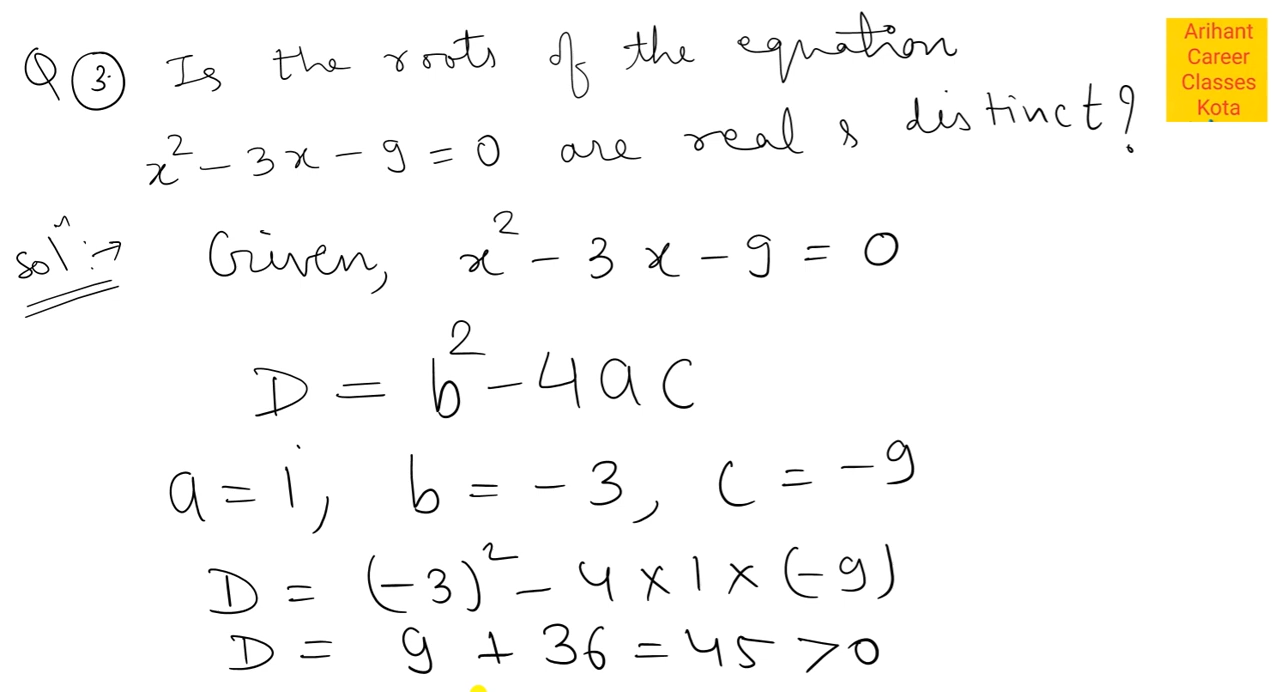 Q ③ Is the roots of the equation
x² - 3x - 9 = 0 are real & distinct?
Solⁿ :→ Given, x² - 3x - 9 = 0
D = b² - 4ac
a = 1, b = -3, c = -9
D = (-3)² - 4 × 1 × (-9)
D = 9 + 36 = 45 > 0
Arihant
Career
Classes
Kota